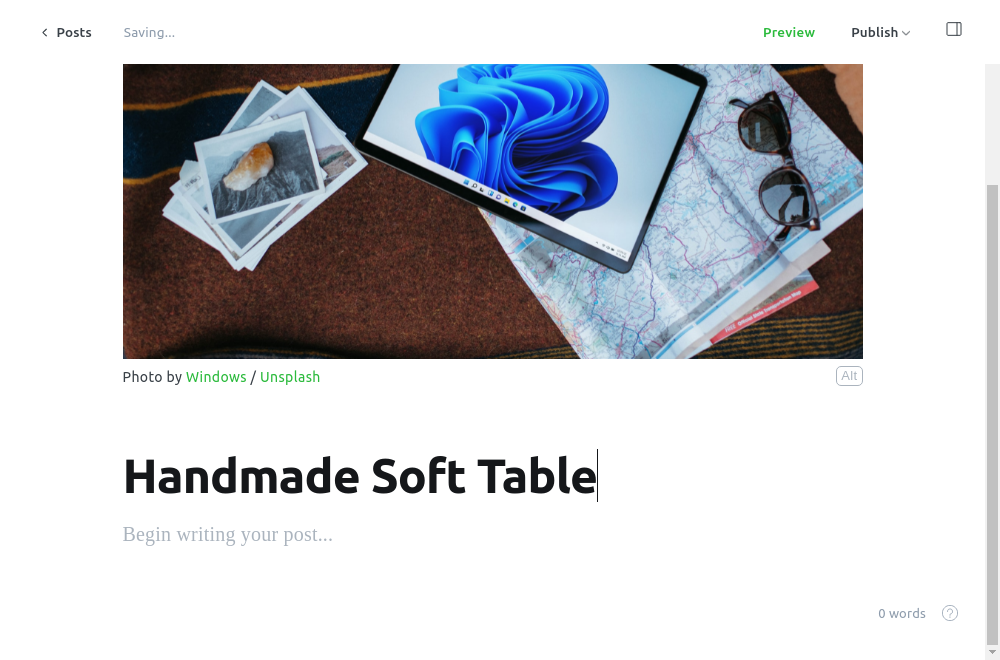 Posts
Saving...
Preview
Publish
Photo by Windows / Unsplash
Alt
Handmade Soft Table
Begin writing your post...
0 words
?